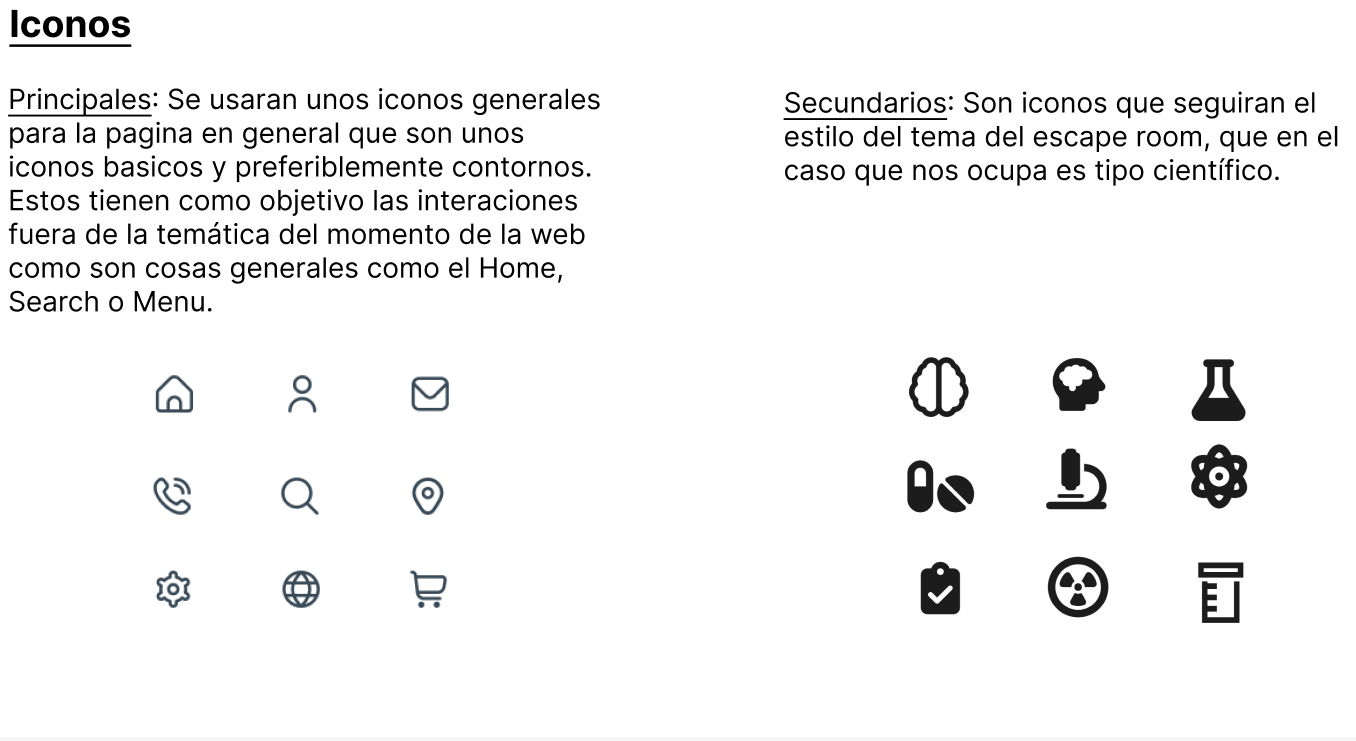 Iconos
Principales: Se usaran unos iconos generales
para la pagina en general que son unos
iconos basicos y preferiblemente contornos.
Estos tienen como objetivo las interaciones
fuera de la temática del momento de la web
como son cosas generales como el Home,
Search o Menu.
Secundarios: Son iconos que seguiran el
estilo del tema del escape room, que en el
caso que nos ocupa es tipo científico.